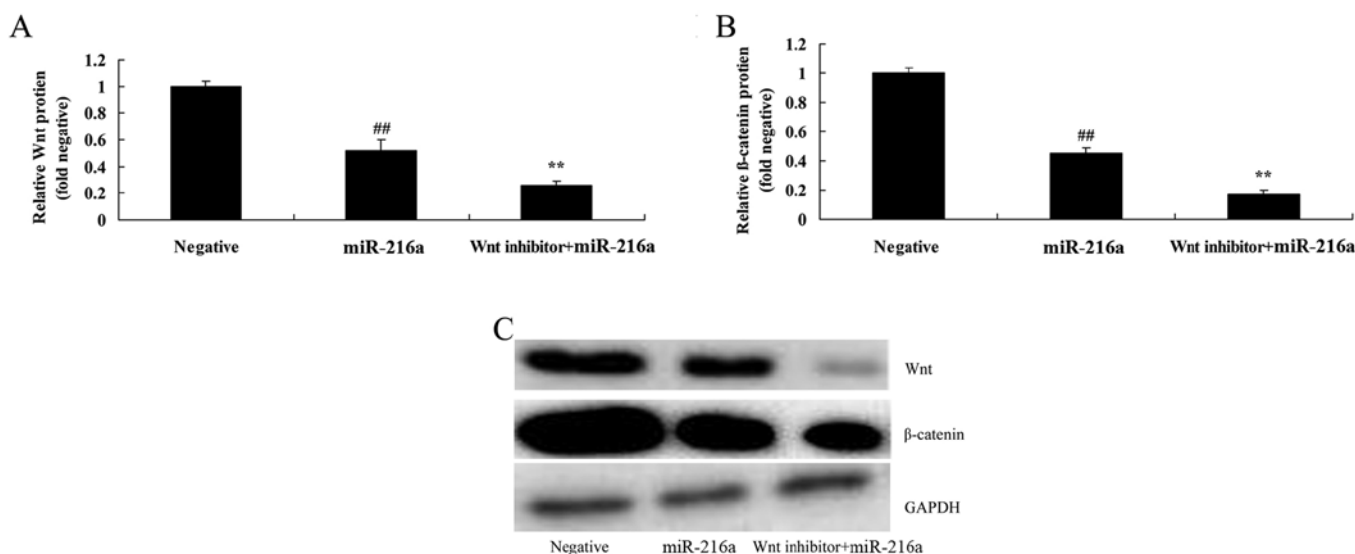 A
Relative Wnt protien
(fold negative)
1.2
1
0.8
0.6
0.4
0.2
0
##
**
Negative
miR-216a
Wnt inhibitor+miR-216a
B
Relative ß-catenin protien
(fold negative)
1.2
1
0.8
0.6
0.4
0.2
0
##
**
Negative
miR-216a
Wnt inhibitor+miR-216a
C
Wnt
β-catenin
GAPDH
Negative
miR-216a
Wnt inhibitor+miR-216a